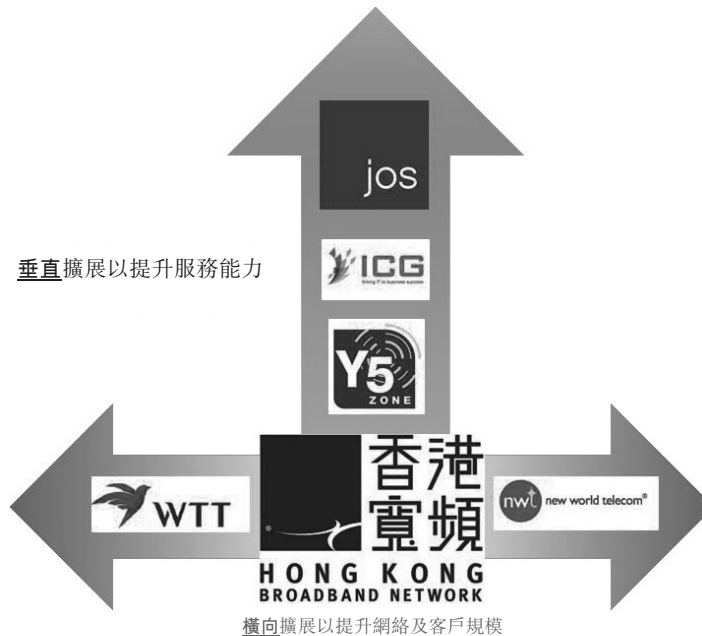 jos
垂直擴展以提升服務能力
ICG
linking IT to business success
Y5
ZONE
WTT
香港
寬頻
HONG KONG
BROADBAND NETWORK
nwt new world telecom®
橫向擴展以提升網絡及客戶規模